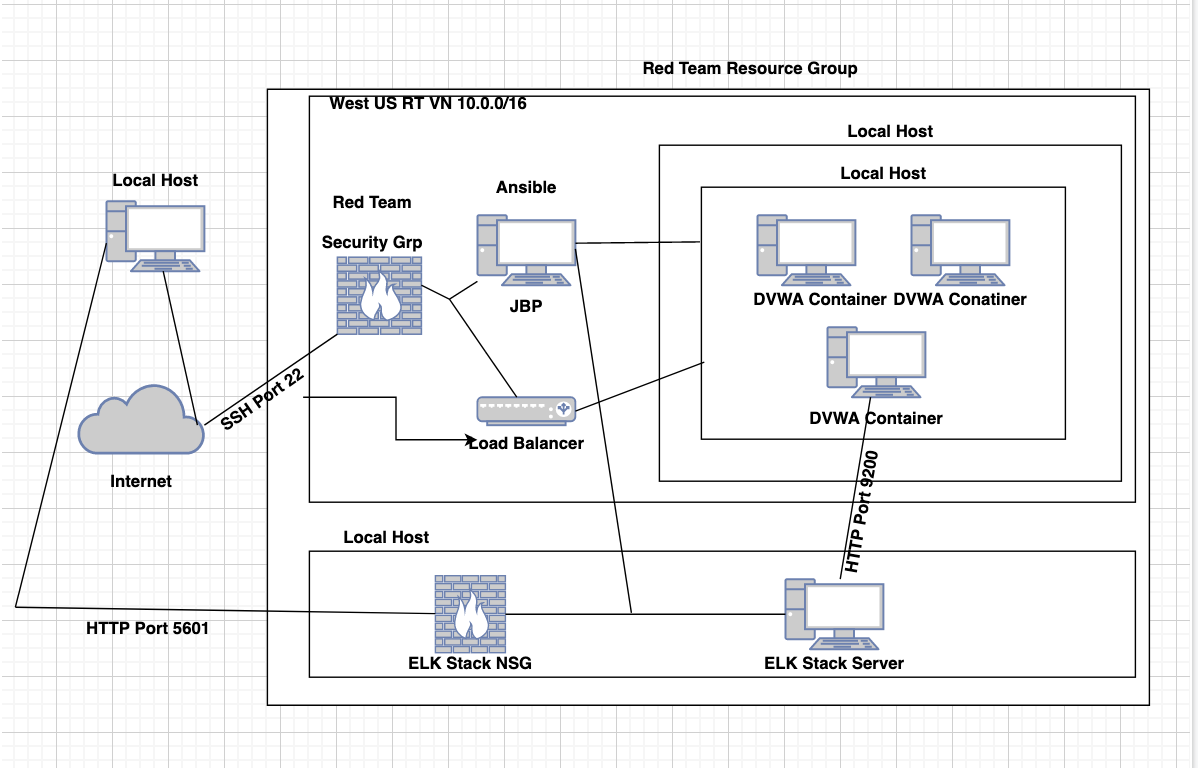 Red Team Resource Group
West US RT VN 10.0.0/16
Local Host
Local Host
Local Host
Ansible
Red Team
Security Grp
JBP
DVWA Container
DVWA Conatiner
SSH Port 22
DVWA Container
Load Balancer
Internet
HTTP Port 9200
Local Host
HTTP Port 5601
ELK Stack NSG
ELK Stack Server